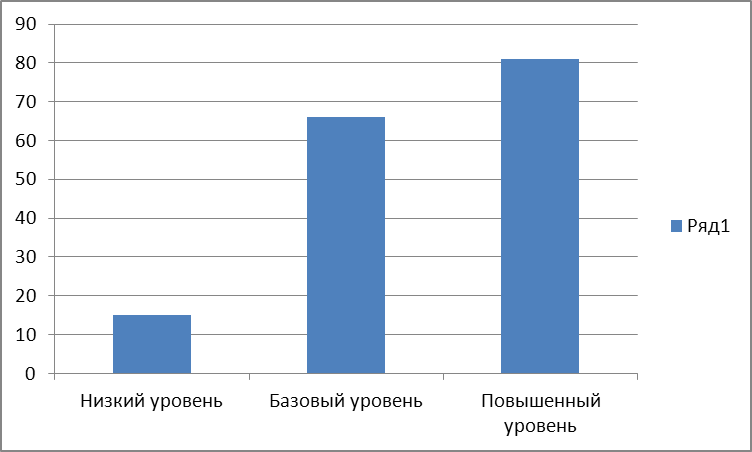 90
80
70
60
50
40
30
20
10
0
Низкий уровень
Базовый уровень
Повышенный
уровень
Ряд1